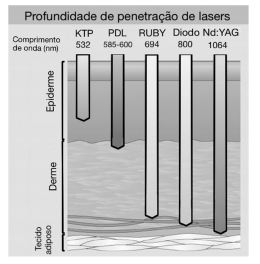 Profundidade de penetração de lasers
Comprimento de onda (nm)
KTP 532
PDL 585-600
RUBY 694
Diodo 800
Nd:YAG 1064
Epiderme
Derme
Tecido adiposo